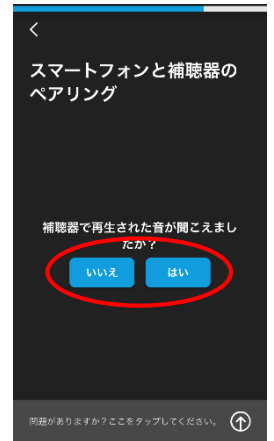 スマートフォンと補聴器の
ペアリング
補聴器で再生された音が聞こえまし
たか？
いいえ
はい
問題がありますか？ここをタップしてください。